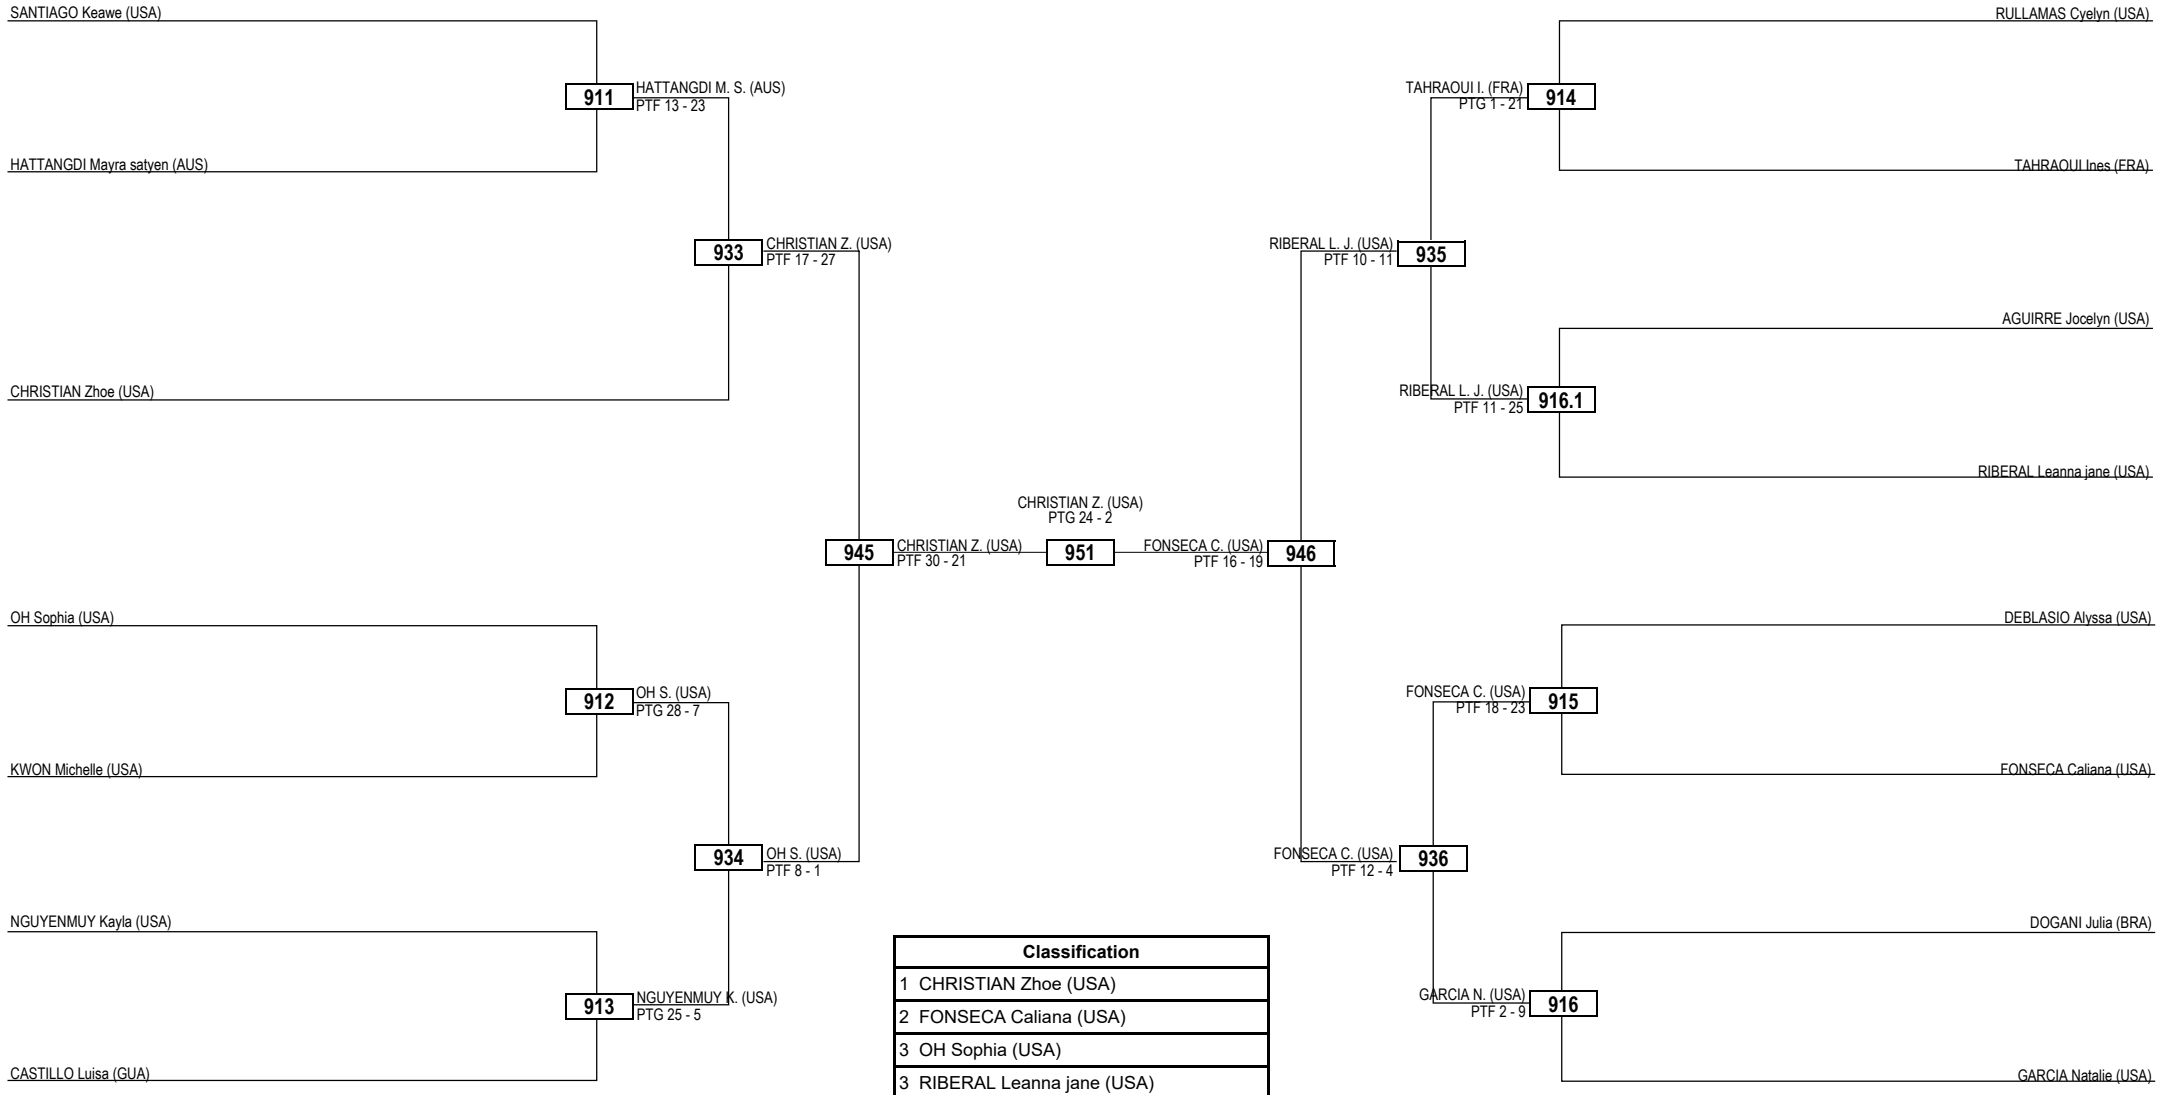 SANTIAGO Keawe (USA)
911
HATTANGDI M. S. (AUS)
PTF 13 - 23
HATTANGDI Mayra satyen (AUS)
933
CHRISTIAN Z. (USA)
PTF 17 - 27
CHRISTIAN Zhoe (USA)
945
CHRISTIAN Z. (USA)
PTF 30 - 21
OH Sophia (USA)
912
OH S. (USA)
PTG 28 - 7
KWON Michelle (USA)
934
OH S. (USA)
PTF 8 - 1
NGUYENMUY Kayla (USA)
913
NGUYENMUY K. (USA)
PTG 25 - 5
CASTILLO Luisa (GUA)
CHRISTIAN Z. (USA)
PTG 24 - 2
951
RULLAMAS Cyelyn (USA)
TAHRAOUI I. (FRA)
PTG 1 - 21
914
TAHRAOUI Ines (FRA)
RIBERAL L. J. (USA)
PTF 10 - 11
935
AGUIRRE Jocelyn (USA)
RIBERAL L. J. (USA)
PTF 11 - 25
916.1
RIBERAL Leanna jane (USA)
FONSECA C. (USA)
PTF 16 - 19
946
DEBLASIO Alyssa (USA)
FONSECA C. (USA)
PTF 18 - 23
915
FONSECA Caliana (USA)
FONSECA C. (USA)
PTF 12 - 4
936
DOGANI Julia (BRA)
GARCIA N. (USA)
PTF 2 - 9
916
GARCIA Natalie (USA)
Classification
1 CHRISTIAN Zhoe (USA)
2 FONSECA Caliana (USA)
3 OH Sophia (USA)
3 RIBERAL Leanna jane (USA)